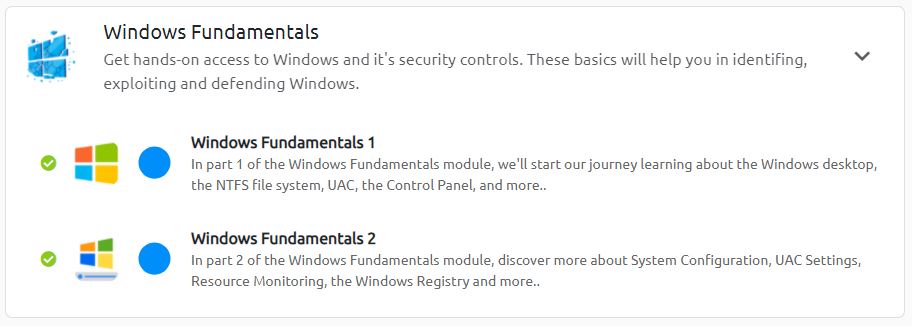 Windows Fundamentals
Get hands-on access to Windows and it's security controls. These basics will help you in identifing,
exploiting and defending Windows.
Windows Fundamentals 1
In part 1 of the Windows Fundamentals module, we'll start our journey learning about the Windows desktop,
the NTFS file system, UAC, the Control Panel, and more..
Windows Fundamentals 2
In part 2 of the Windows Fundamentals module, discover more about System Configuration, UAC Settings,
Resource Monitoring, the Windows Registry and more..